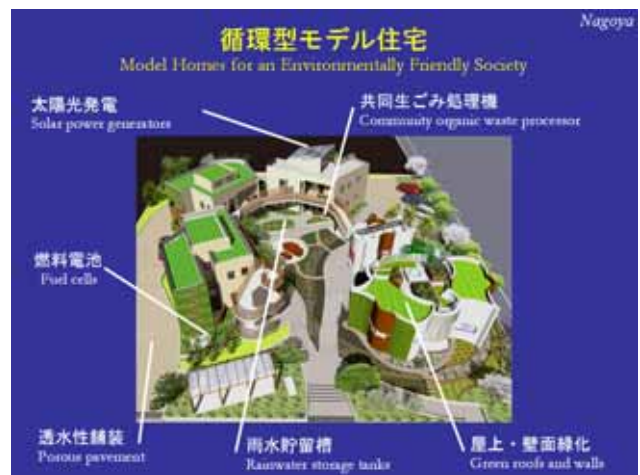 Nagoya
循環型モデル住宅
Model Homes for an Environmentally Friendly Society
太陽光発電
Solar power generators
共同生ごみ処理機
Community organic waste processor
燃料電池
Fuel cells
透水性舗装
Porous pavement
雨水貯留槽
Rainwater storage tanks
屋上・壁面緑化
Green roofs and walls